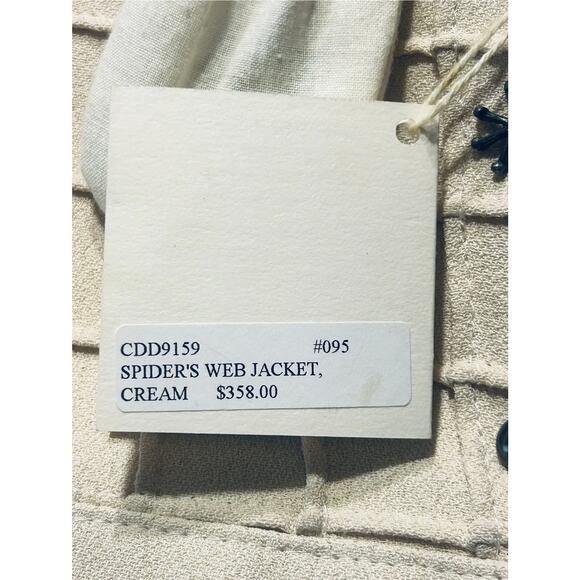 CDD9159 #095
SPIDER'S WEB JACKET,
CREAM $358.00